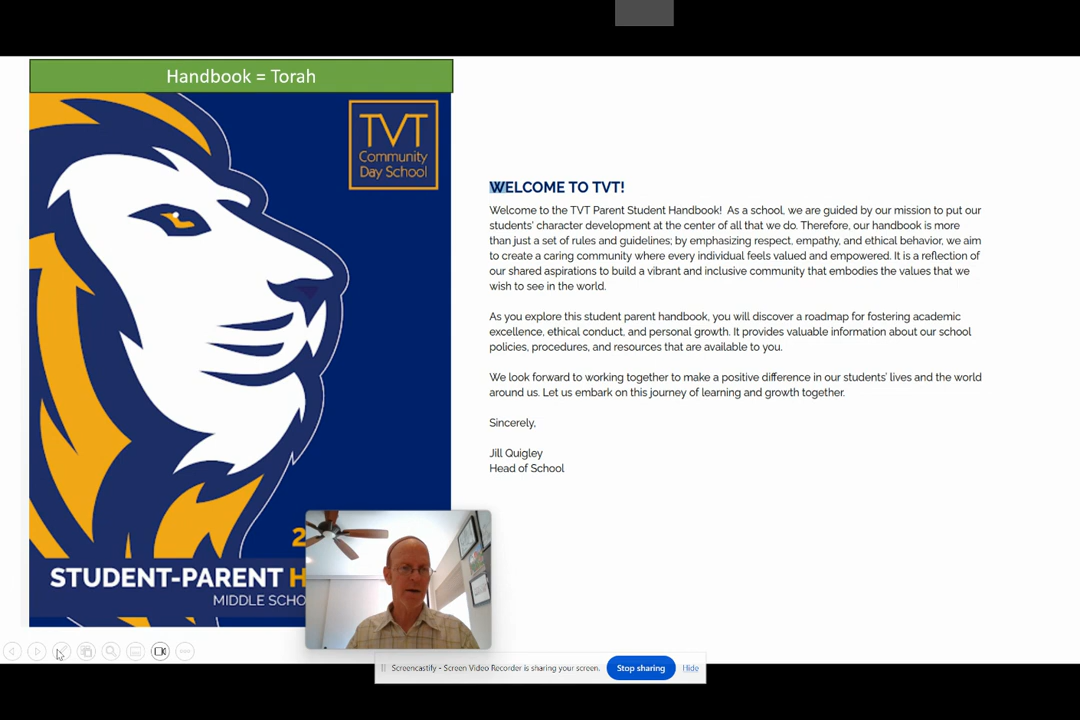 Handbook = Torah
TVT
Community
Day School
STUDENT-PARENT
MIDDLE
WELCOME TO TVT!
Welcome to the TVT Parent Student Handbook! As a school, we are guided by our mission to put our
students' character development at the center of all that we do. Therefore, our handbook is more
than just a set of rules and guidelines; by emphasizing respect, empathy, and ethical behavior, we aim
to create a caring community where every individual feels valued and empowered. It is a reflection of
our shared aspirations to build a vibrant and inclusive community that embodies the values that we
wish to see in the world.
As you explore this student parent handbook, you will discover a roadmap for fostering academic
excellence, ethical conduct, and personal growth. It provides valuable information about our school
policies, procedures, and resources that are available to you.
We look forward to working together to make a positive difference in our students' lives and the world
around us. Let us embark on this journey of learning and growth together.
Sincerely,
Jill Quigley
Head of School
Screencastify - Screen Video Recorder is sharing your screen.
Stop sharing
Hide